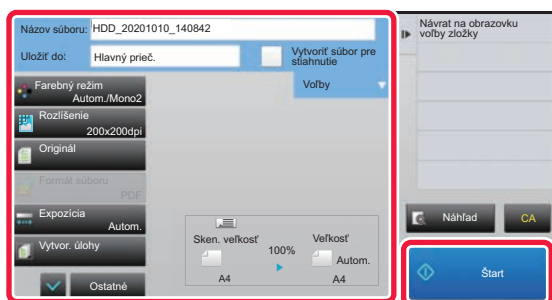 Názov súboru: HDD_20201010_140842
Uložiť do: Hlavný prieč.
Vytvoriť súbor pre
stiahnutie
Voľby
Farebný režim
Autom./Mono2
Rozlíšenie
200x200dpi
Originál
Formát súboru
PDF
Expozícia
Autom.
Vytvor. úlohy
Ostatné
Sken. veľkosť
A4
100%
Veľkosť
Autom.
A4
Návrat na obrazovku
voľby zložky
Náhľad
CA
Štart